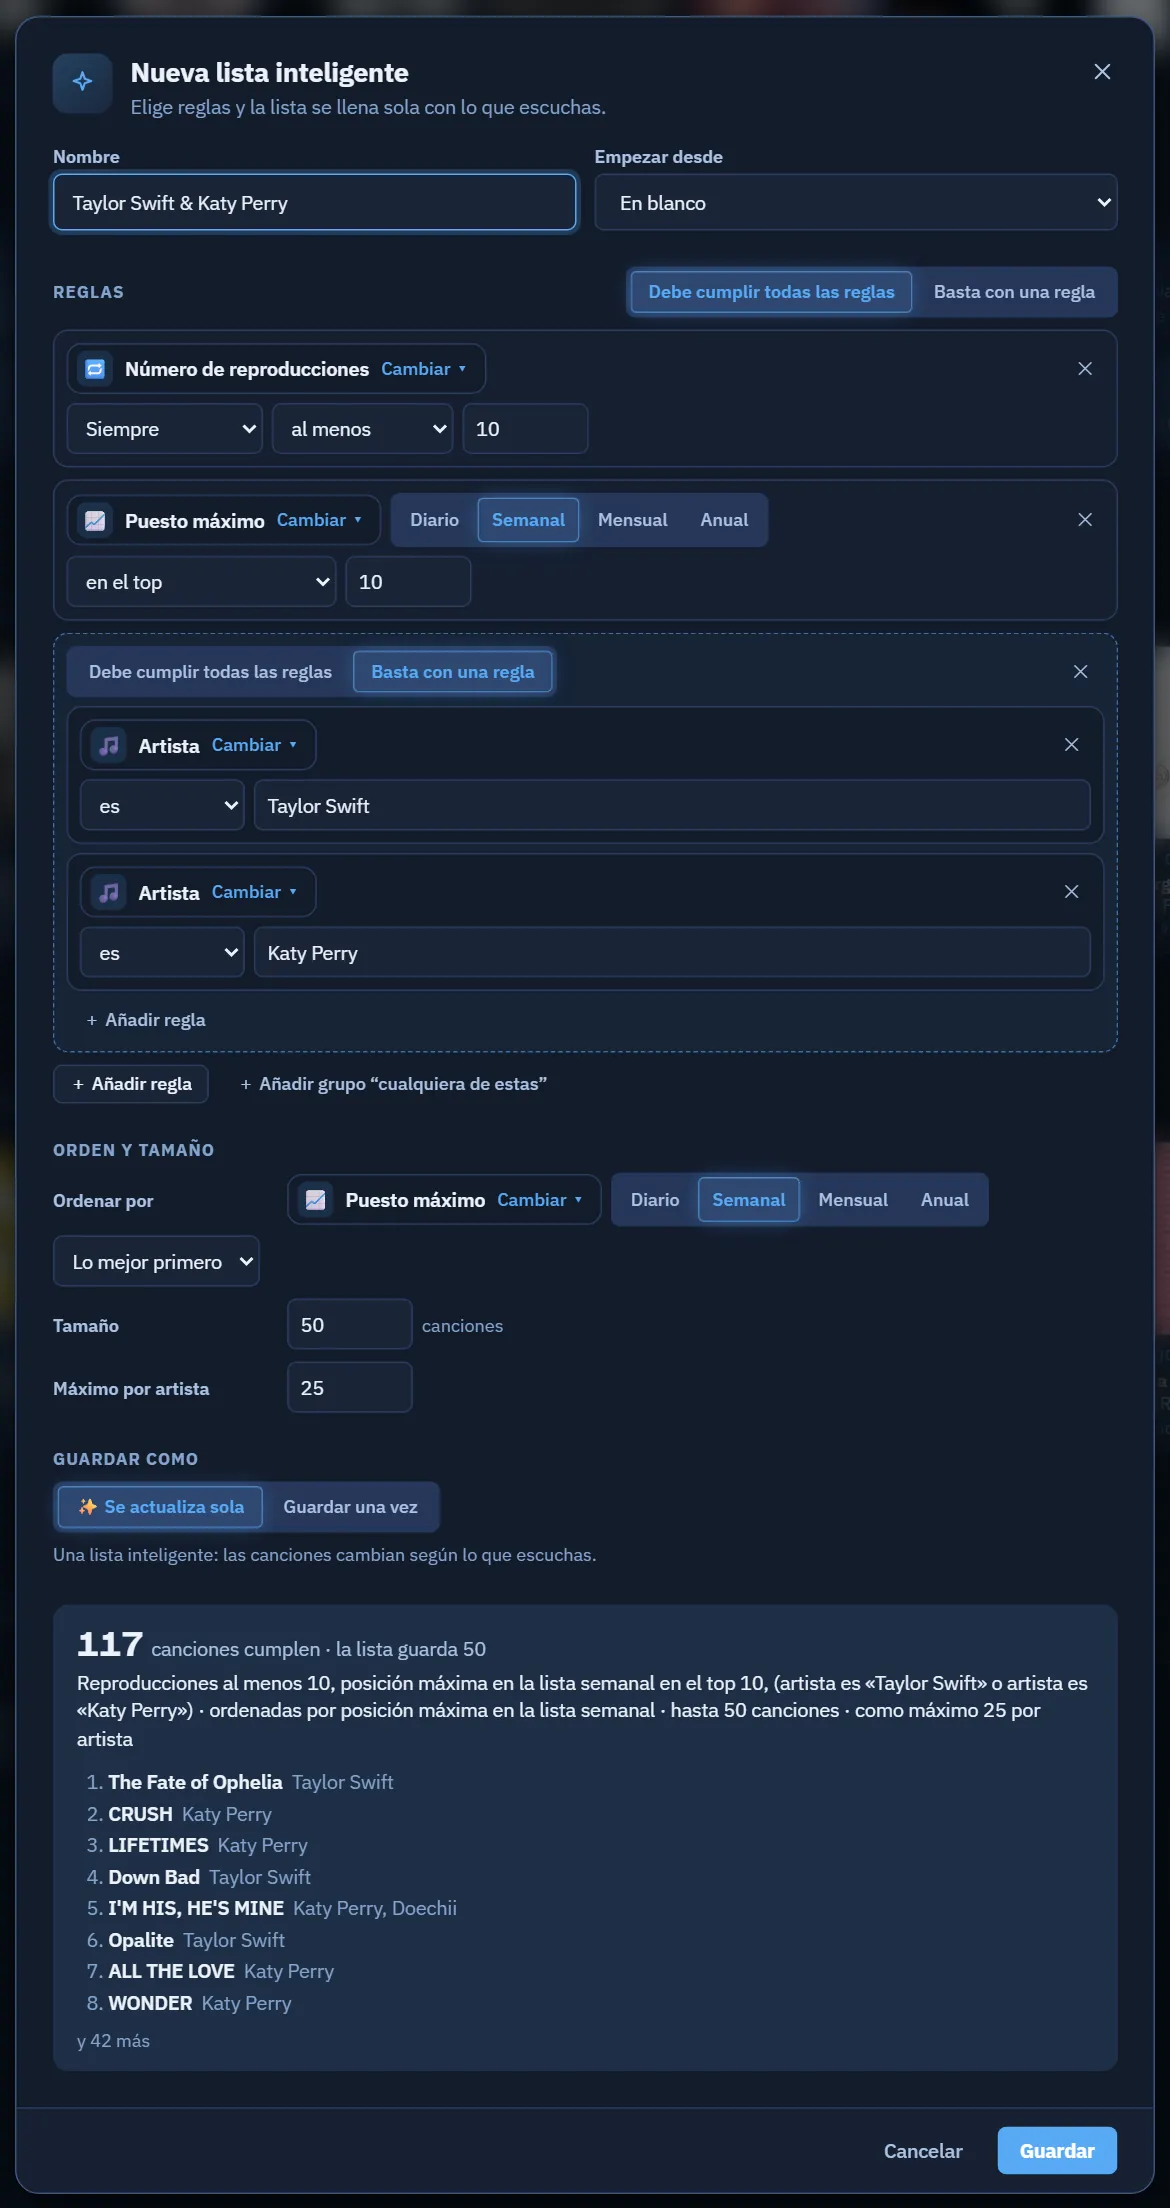 Nueva lista inteligente
Elige reglas y la lista se llena sola con lo que escuchas.
Nombre
Empezar desde
Taylor Swift & Katy Perry
En blanco
REGLAS
Debe cumplir todas las reglas
Basta con una regla
Número de reproducciones Cambiar ▾
Siempre
al menos
10
Puesto máximo Cambiar ▾
Diario
Semanal
Mensual
Anual
en el top
10
Debe cumplir todas las reglas
Basta con una regla
Artista Cambiar ▾
es
Taylor Swift
Artista Cambiar ▾
es
Katy Perry
+ Añadir regla
+ Añadir regla
+ Añadir grupo “cualquiera de estas”
ORDEN Y TAMAÑO
Ordenar por
Puesto máximo Cambiar ▾
Diario
Semanal
Mensual
Anual
Lo mejor primero
Tamaño
50
canciones
Máximo por artista
25
GUARDAR COMO
✨ Se actualiza sola
Guardar una vez
Una lista inteligente: las canciones cambian según lo que escuchas.
117 canciones cumplen · la lista guarda 50
Reproducciones al menos 10, posición máxima en la lista semanal en el top 10, (artista es «Taylor Swift» o artista es
«Katy Perry») · ordenadas por posición máxima en la lista semanal · hasta 50 canciones · como máximo 25 por
artista
1. The Fate of Ophelia Taylor Swift
2. CRUSH Katy Perry
3. LIFETIMES Katy Perry
4. Down Bad Taylor Swift
5. I'M HIS, HE'S MINE Katy Perry, Doechii
6. Opalite Taylor Swift
7. ALL THE LOVE Katy Perry
8. WONDER Katy Perry
y 42 más
Cancelar
Guardar